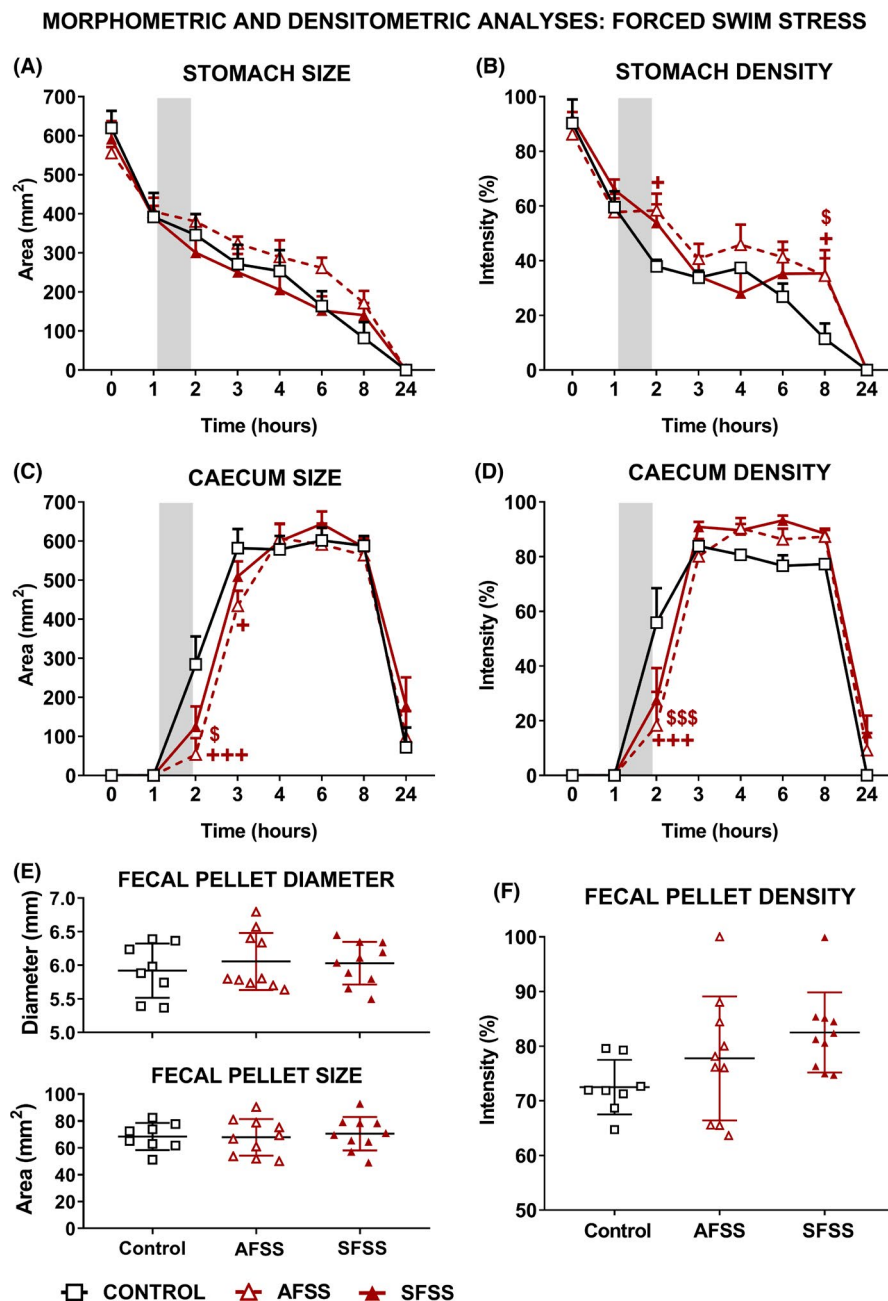 MORPHOMETRIC AND DENSITOMETRIC ANALYSES: FORCED SWIM STRESS
(A)
STOMACH SIZE
700
600
500
400
300
200
100
0
Area (mm²)
0 1 2 3 4 6 8 24
Time (hours)
(B)
STOMACH DENSITY
100
80
60
40
20
0
Intensity (%)
+
$
+
0 1 2 3 4 6 8 24
Time (hours)
(C)
CAECUM SIZE
700
600
500
400
300
200
100
0
Area (mm²)
+
$
+++
0 1 2 3 4 6 8 24
Time (hours)
(D)
CAECUM DENSITY
100
80
60
40
20
0
Intensity (%)
$$$
+++
0 1 2 3 4 6 8 24
Time (hours)
(E)
FECAL PELLET DIAMETER
7.0
6.5
6.0
5.5
5.0
Diameter (mm)
FECAL PELLET SIZE
100
80
60
40
20
0
Area (mm²)
Control AFSS SFSS
(F)
FECAL PELLET DENSITY
100
90
80
70
60
50
Intensity (%)
Control AFSS SFSS
CONTROL AFSS SFSS